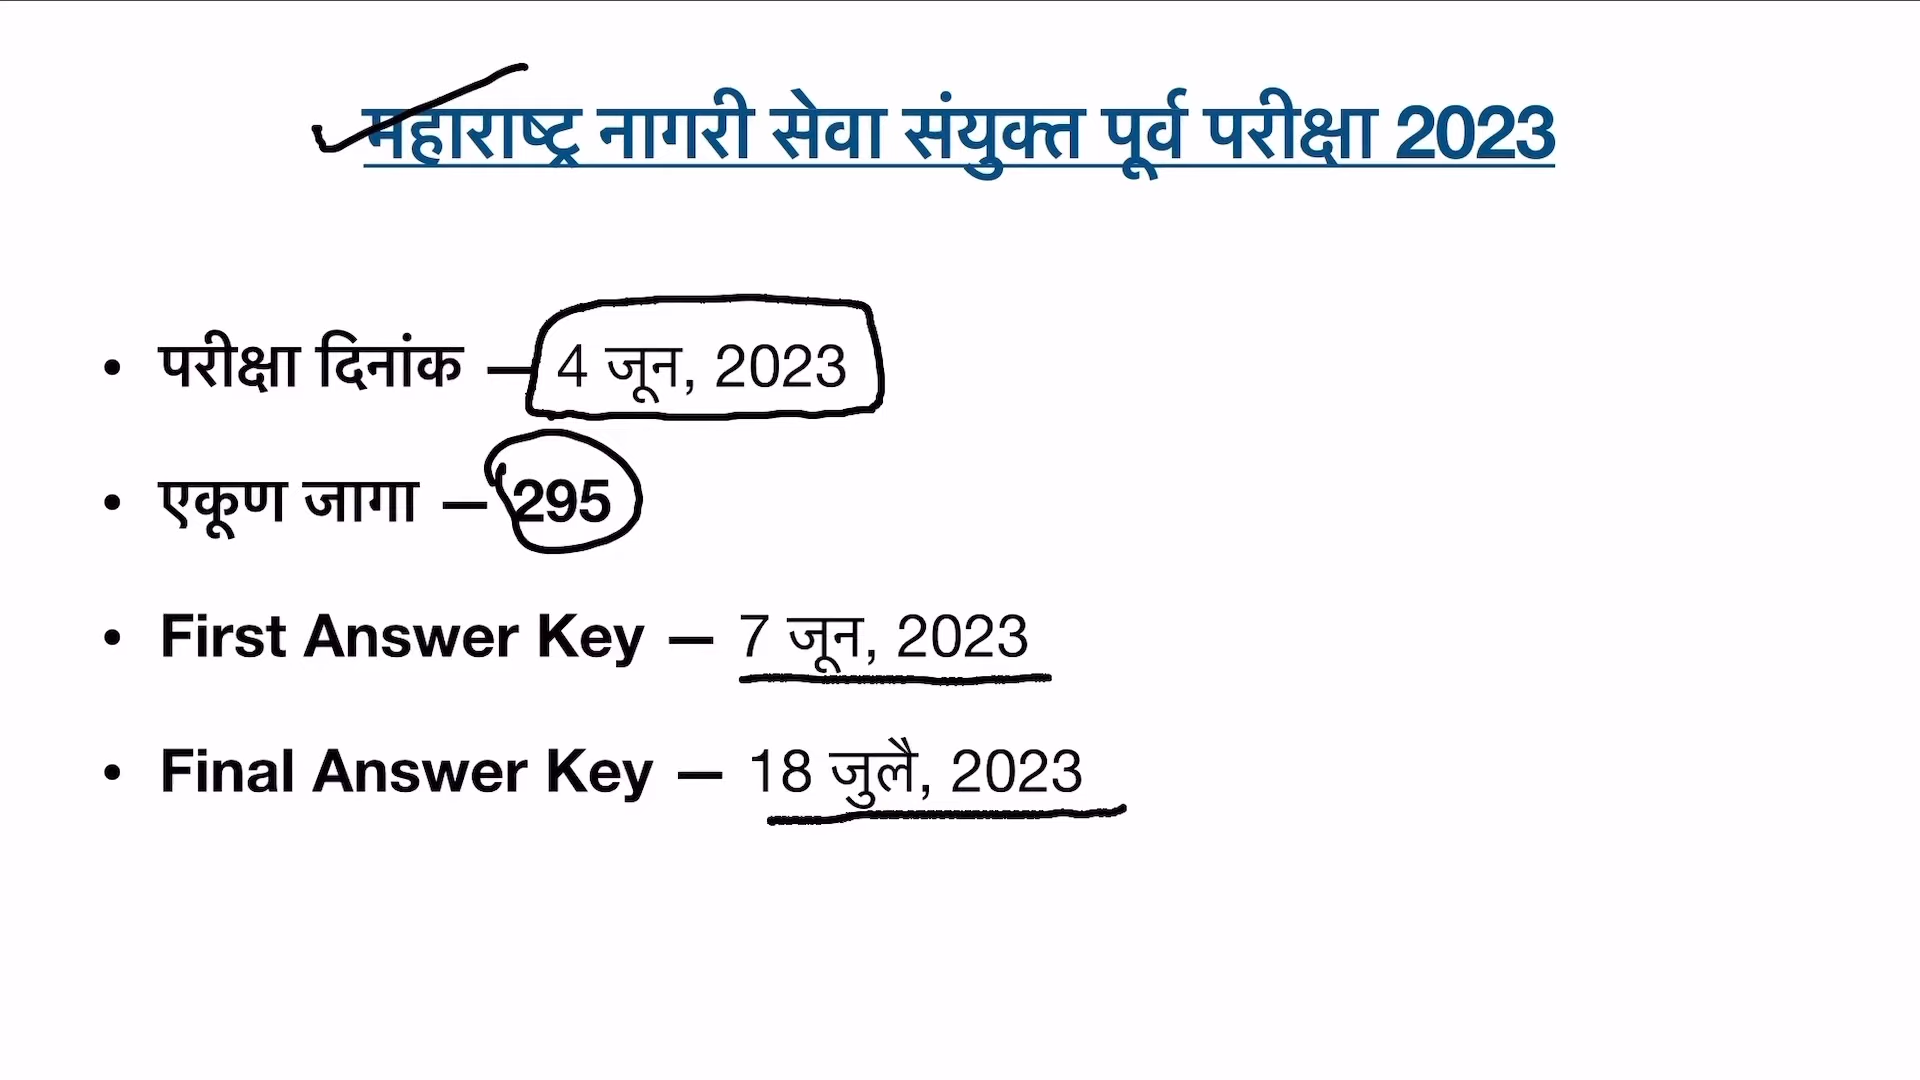 महाराष्ट्र नागरी सेवा संयुक्त पूर्व परीक्षा 2023
• परीक्षा दिनांक — 4 जून, 2023
• एकूण जागा — 295
• First Answer Key — 7 जून, 2023
• Final Answer Key — 18 जुलै, 2023